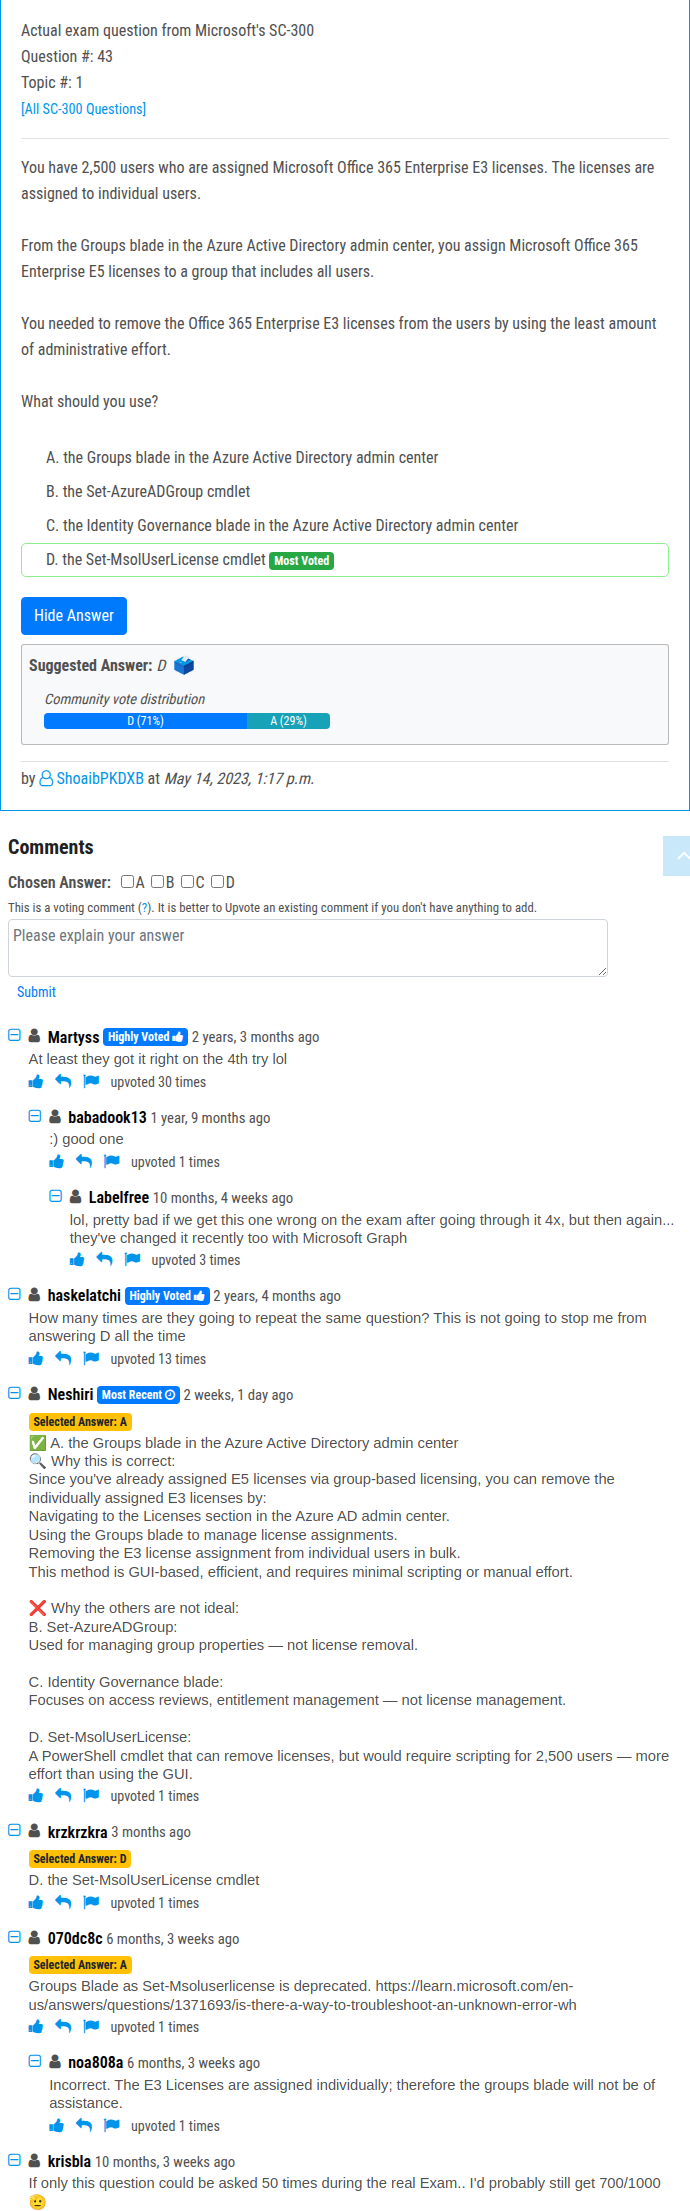 Actual exam question from Microsoft's SC-300
Question #: 43
Topic #: 1
[All SC-300 Questions]
You have 2,500 users who are assigned Microsoft Office 365 Enterprise E3 licenses. The licenses are
assigned to individual users.
From the Groups blade in the Azure Active Directory admin center, you assign Microsoft Office 365
Enterprise E5 licenses to a group that includes all users.
You needed to remove the Office 365 Enterprise E3 licenses from the users by using the least amount
of administrative effort.
What should you use?
A. the Groups blade in the Azure Active Directory admin center
B. the Set-AzureADGroup cmdlet
C. the Identity Governance blade in the Azure Active Directory admin center
D. the Set-MsolUserLicense cmdlet Most Voted
Hide Answer
Suggested Answer: D 🗳️
Community vote distribution
D (71%) A (29%)
by ShoaibPKDXB at May 14, 2023, 1:17 p.m.
Comments
Chosen Answer: A B C D
This is a voting comment (?). It is better to Upvote an existing comment if you don't have anything to add.
Please explain your answer
Submit
Martyss Highly Voted 2 years, 3 months ago
At least they got it right on the 4th try lol
upvoted 30 times
babadook13 1 year, 9 months ago
:) good one
upvoted 1 times
Labelfree 10 months, 4 weeks ago
lol, pretty bad if we get this one wrong on the exam after going through it 4x, but then again...
they've changed it recently too with Microsoft Graph
upvoted 3 times
haskelatchi Highly Voted 2 years, 4 months ago
How many times are they going to repeat the same question? This is not going to stop me from
answering D all the time
upvoted 13 times
Neshiri Most Recent 2 weeks, 1 day ago
Selected Answer: A
✅ A. the Groups blade in the Azure Active Directory admin center
🔍 Why this is correct:
Since you've already assigned E5 licenses via group-based licensing, you can remove the
individually assigned E3 licenses by:
Navigating to the Licenses section in the Azure AD admin center.
Using the Groups blade to manage license assignments.
Removing the E3 license assignment from individual users in bulk.
This method is GUI-based, efficient, and requires minimal scripting or manual effort.
❌ Why the others are not ideal:
B. Set-AzureADGroup:
Used for managing group properties — not license removal.
C. Identity Governance blade:
Focuses on access reviews, entitlement management — not license management.
D. Set-MsolUserLicense:
A PowerShell cmdlet that can remove licenses, but would require scripting for 2,500 users — more
effort than using the GUI.
upvoted 1 times
krzkrzkra 3 months ago
Selected Answer: D
D. the Set-MsolUserLicense cmdlet
upvoted 1 times
070dc8c 6 months, 3 weeks ago
Selected Answer: A
Groups Blade as Set-Msoluserlicense is deprecated. https://learn.microsoft.com/en-
us/answers/questions/1371693/is-there-a-way-to-troubleshoot-an-unknown-error-wh
upvoted 1 times
noa808a 6 months, 3 weeks ago
Incorrect. The E3 Licenses are assigned individually; therefore the groups blade will not be of
assistance.
upvoted 1 times
krisbla 10 months, 3 weeks ago
If only this question could be asked 50 times during the real Exam.. I'd probably still get 700/1000
😐